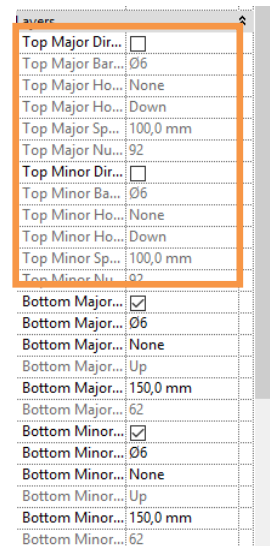 Layers
Top Major Dir...
Top Major Bar... Ø6
Top Major Ho... None
Top Major Ho... Down
Top Major Sp... 100,0 mm
Top Major Nu... 92
Top Minor Dir...
Top Minor Ba... Ø6
Top Minor Ho... None
Top Minor Ho... Down
Top Minor Sp... 100,0 mm
Top Minor Nu... 92
Bottom Major...
Bottom Major... Ø6
Bottom Major... None
Bottom Major... Up
Bottom Major... 150,0 mm
Bottom Major... 62
Bottom Minor...
Bottom Minor... Ø6
Bottom Minor... None
Bottom Minor... Up
Bottom Minor... 150,0 mm
Bottom Minor... 62